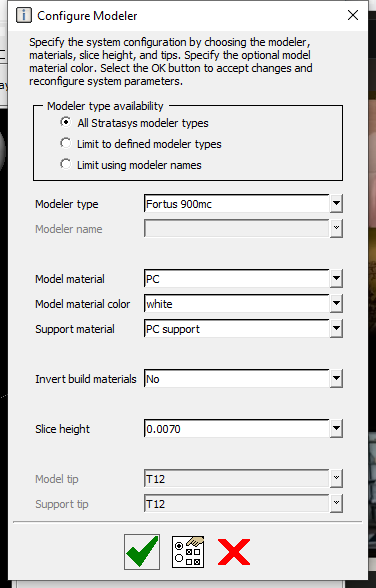 Configure Modeler
Specify the system configuration by choosing the modeler,
materials, slice height, and tips. Specify the optional model
material color. Select the OK button to accept changes and
reconfigure system parameters.
Modeler type availability
All Stratasys modeler types
Limit to defined modeler types
Limit using modeler names
Modeler type Fortus 900mc
Modeler name
Model material PC
Model material color white
Support material PC support
Invert build materials No
Slice height 0.0070
Model tip T12
Support tip T12